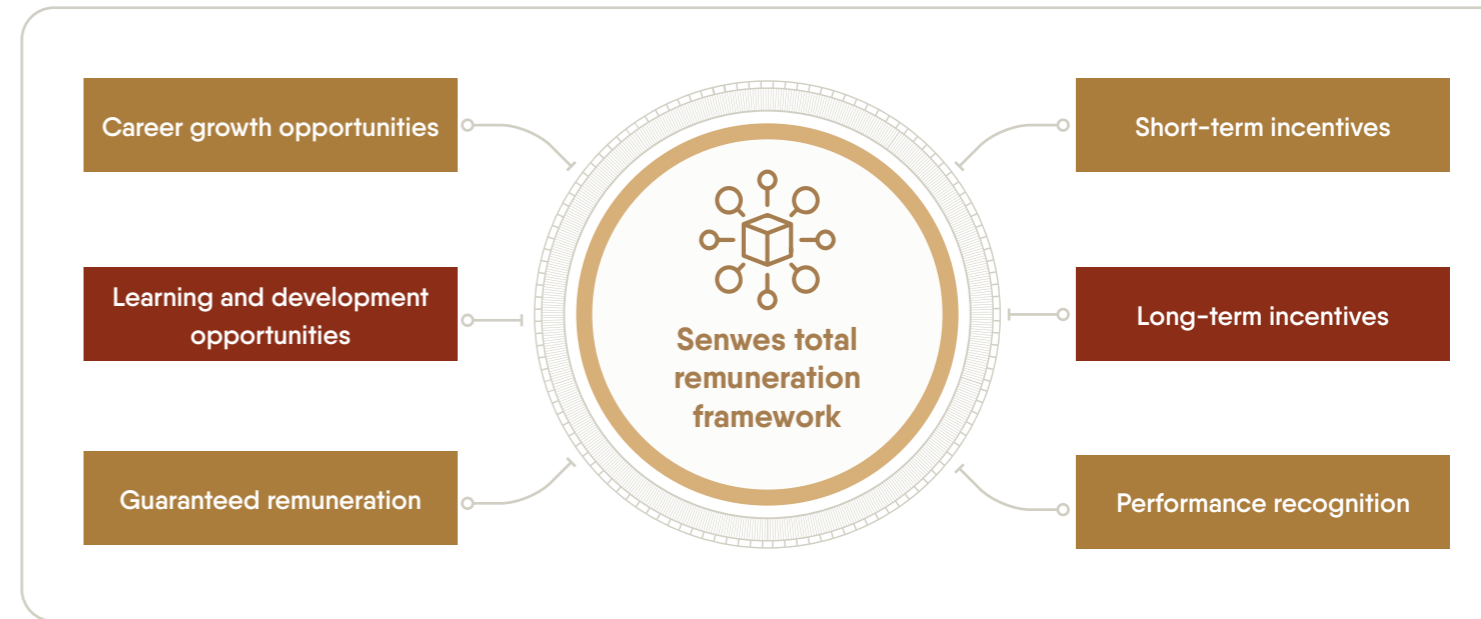 Career growth opportunities
Learning and development
opportunities
Guaranteed remuneration
Senwes total
remuneration
framework
Short-term incentives
Long-term incentives
Performance recognition